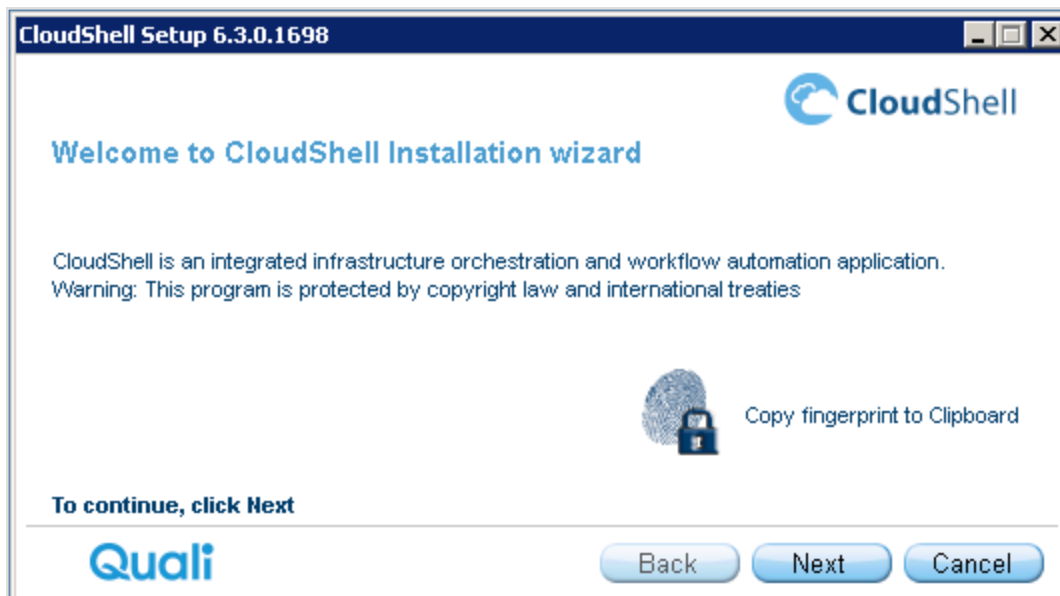 CloudShell Setup 6.3.0.1698
CloudShell
Welcome to CloudShell Installation wizard
CloudShell is an integrated infrastructure orchestration and workflow automation application.
Warning: This program is protected by copyright law and international treaties
Copy fingerprint to Clipboard
To continue, click Next
Quali
Back
Next
Cancel